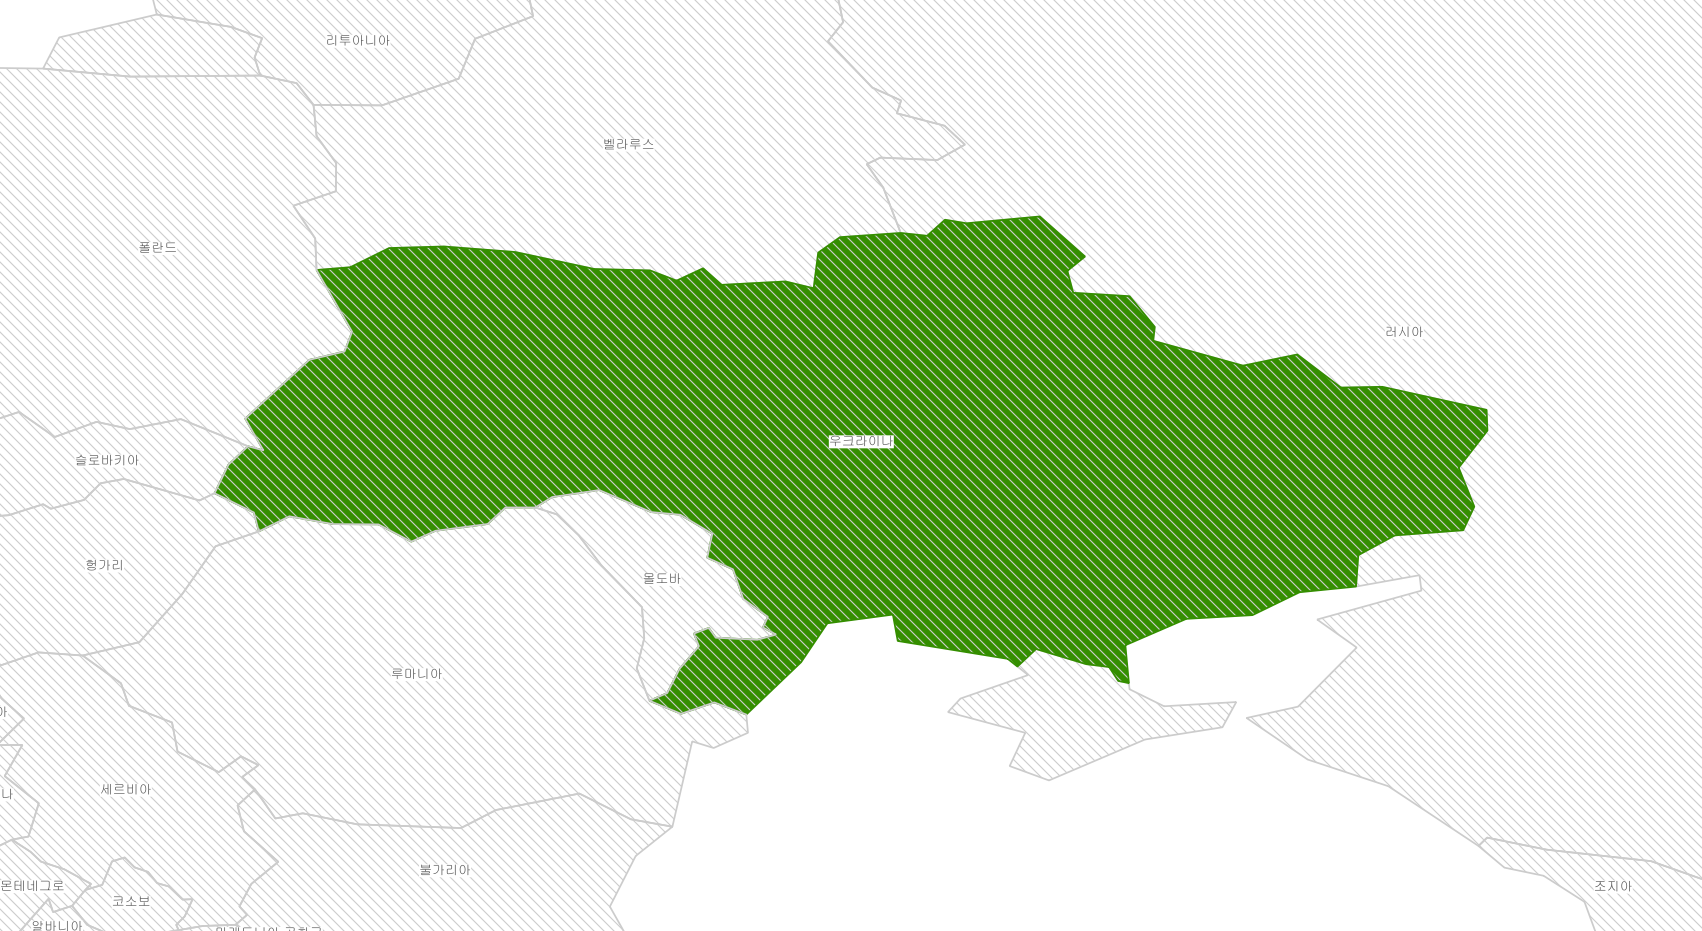 리투아니아
벨라루스
폴란드
러시아
우크라이나
슬로바키아
헝가리
몰도바
루마니아
아
세르비아
나
불가리아
몬테네그로
코소보
조지아
알바니아